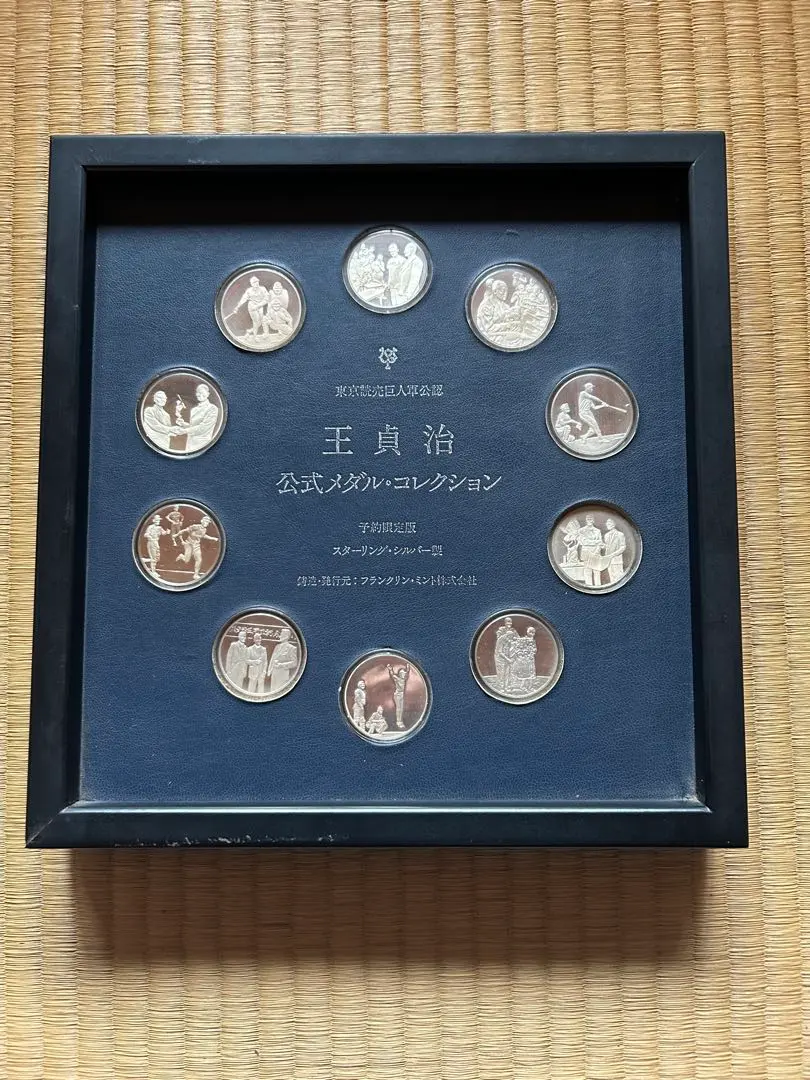 東京読売巨人軍公認
王貞治
公式メダル・コレクション
予約限定版
スターリング・シルバー製
鋳造・発行元：フランクリン・ミント株式会社